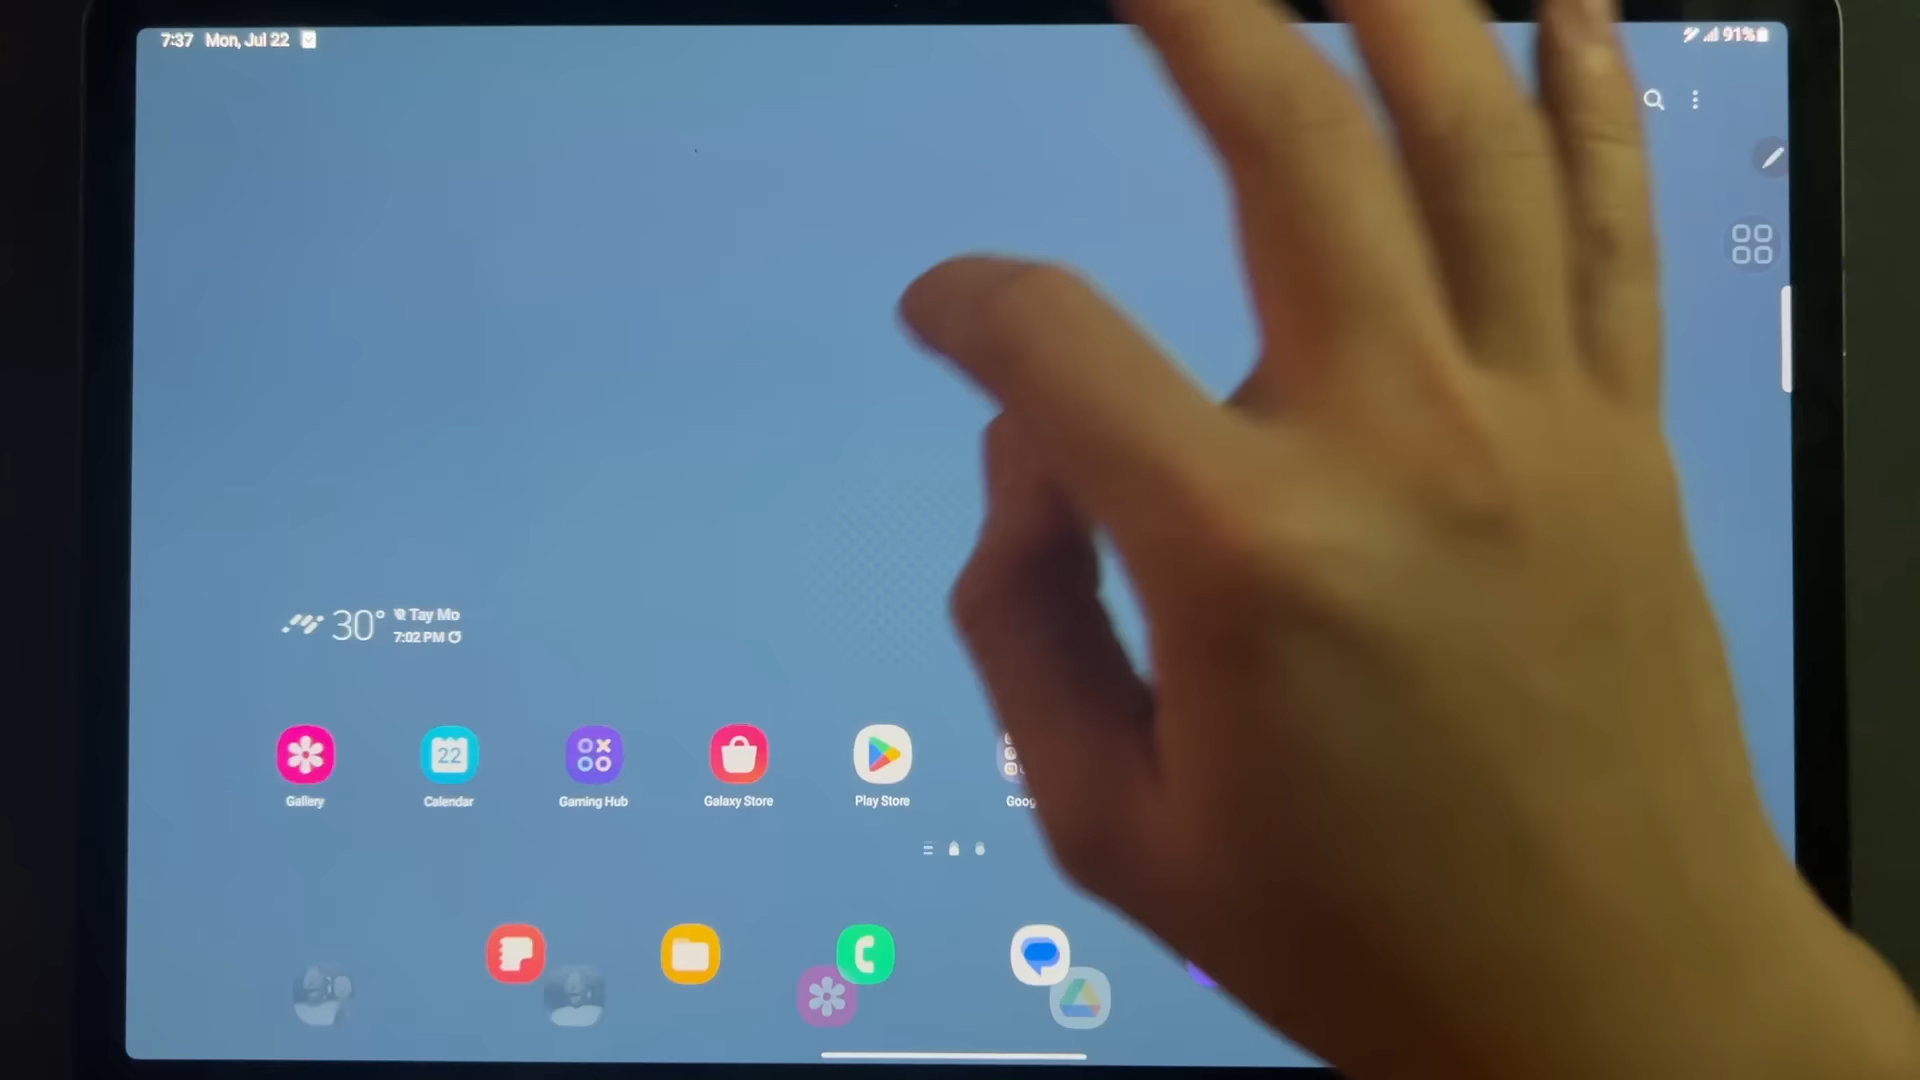 7:37 Mon, Jul 22
91%
30° Tay Mo
7:02 PM
Gallery
22
Calendar
Gaming Hub
Galaxy Store
Play Store
Goog